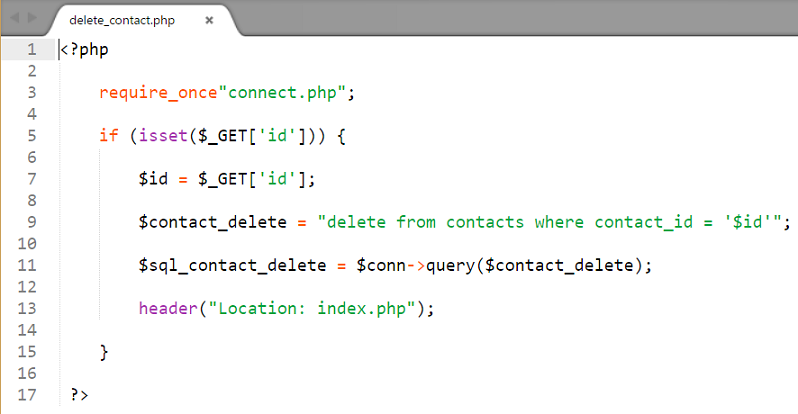 delete_contact.php ×
1 <?php
2
3 require_once"connect.php";
4
5 if (isset($_GET['id'])) {
6
7 $id = $_GET['id'];
8
9 $contact_delete = "delete from contacts where contact_id = '$id'";
10
11 $sql_contact_delete = $conn->query($contact_delete);
12
13 header("Location: index.php");
14
15 }
16
17 ?>